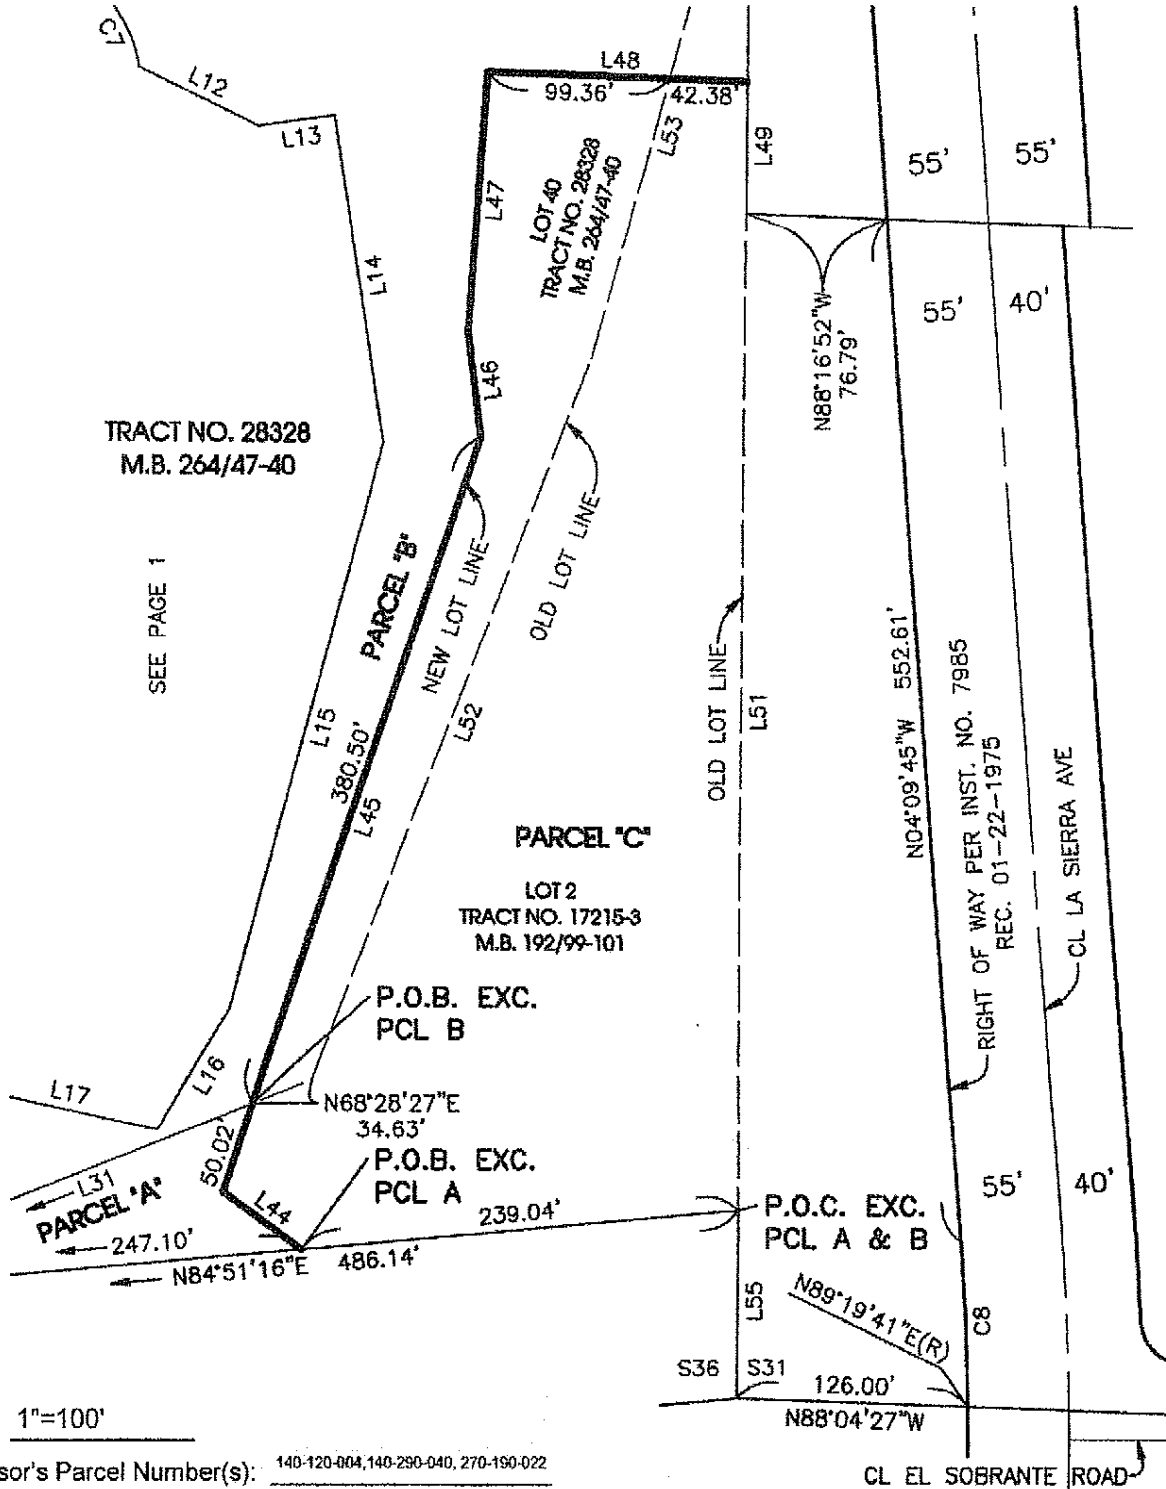 C7
L12
L13
L48
99.36'
42.38'
L53
L49
L47
LOT 40
TRACT NO. 28328
M.B. 264/47-40
55'
55'
L14
N88°16'52"W
76.79'
55'
40'
L46
TRACT NO. 28328
M.B. 264/47-40
SEE PAGE 1
PARCEL "B"
NEW LOT LINE
OLD LOT LINE
L52
OLD LOT LINE
L51
N04°09'45"W 552.61'
RIGHT OF WAY PER INST. NO. 7985
REC. 01-22-1975
CL LA SIERRA AVE
L15
380.50'
L45
PARCEL "C"
LOT 2
TRACT NO. 17215-3
M.B. 192/99-101
P.O.B. EXC.
PCL B
L16
L17
N68°28'27"E
34.63'
50.02'
P.O.B. EXC.
PCL A
L31
PARCEL "A"
L44
239.04'
P.O.C. EXC.
PCL A & B
55'
40'
247.10'
N84°51'16"E
486.14'
L55
N89°19'41"E(R)
C8
S36
S31
126.00'
N88°04'27"W
1"=100'
sor's Parcel Number(s): 140-120-004,140-290-040, 270-190-022
CL EL SOBRANTE ROAD